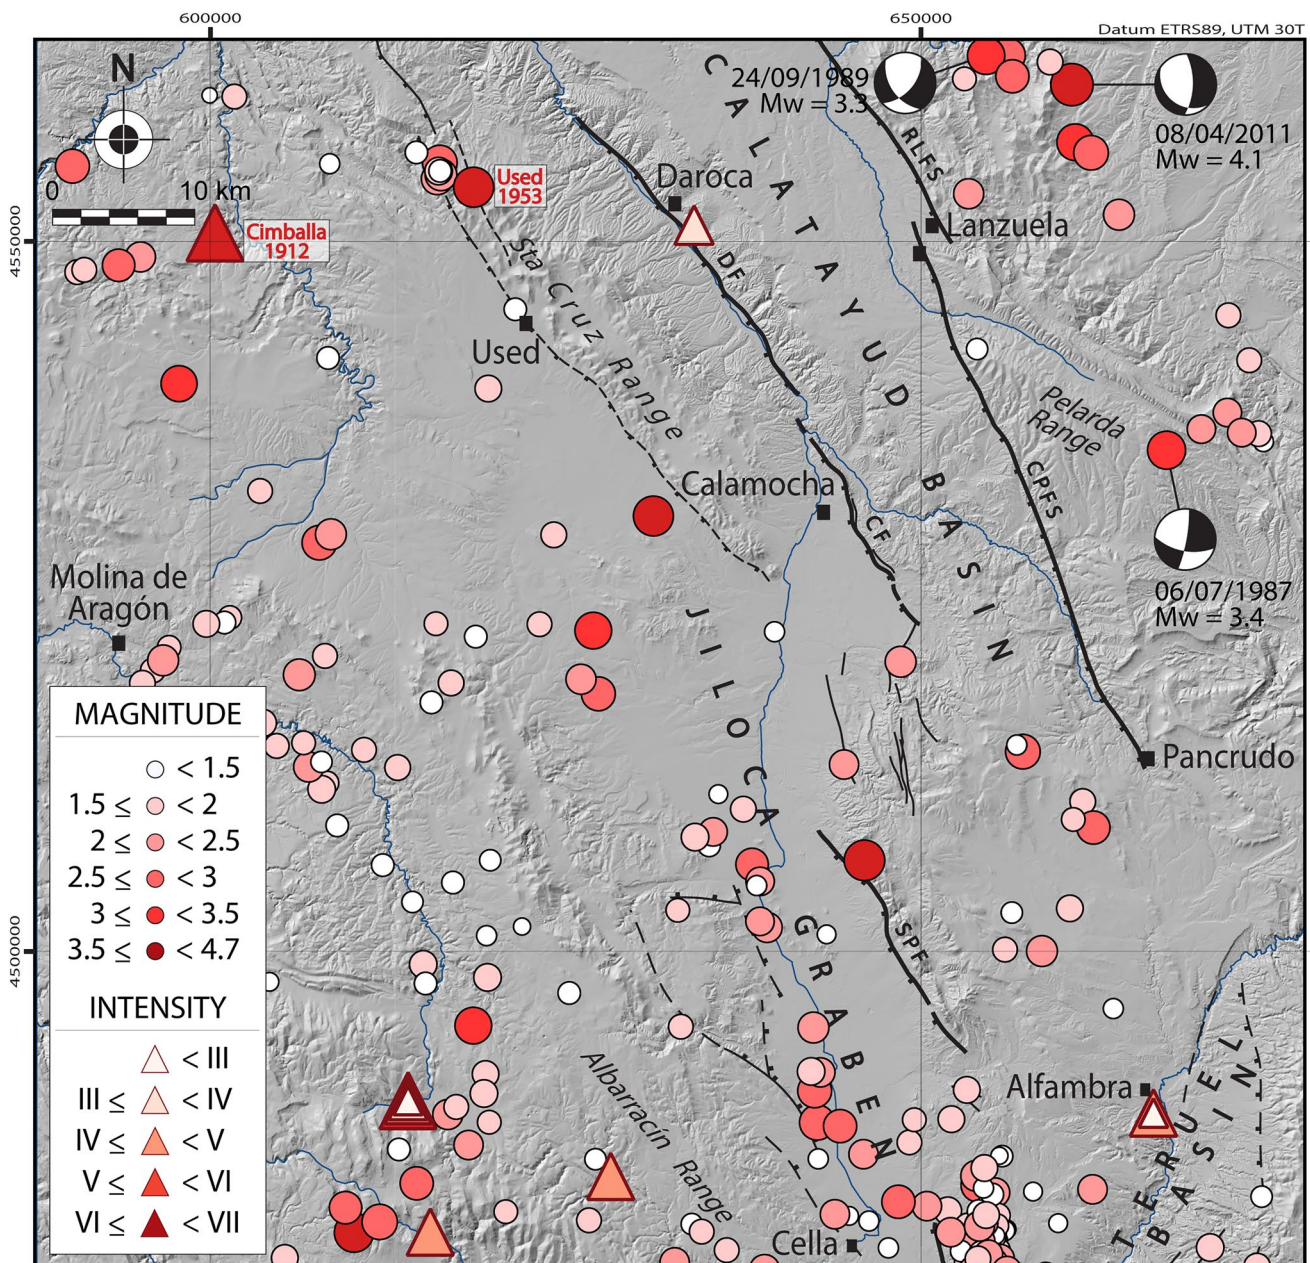 600000
650000
Datum ETRS89, UTM 30T
4550000
4500000
N
0 10 km
24/09/1989
Mw = 3.3
08/04/2011
Mw = 4.1
Used
1953
Cimballa
1912
Daroca
Lanzuela
RLFS
DF
CALATAYUD BASIN
Sta Cruz Range
Used
Pelarda
Range
CPFS
Calamocha
CF
06/07/1987
Mw = 3.4
Molina de
Aragón
JILOCA GRABEN
Pancrudo
SPF
Albarracín Range
Alfambra
TERUEL
BASIN
Cella
MAGNITUDE
< 1.5
1.5 ≤ < 2
2 ≤ < 2.5
2.5 ≤ < 3
3 ≤ < 3.5
3.5 ≤ < 4.7
INTENSITY
< III
III ≤ < IV
IV ≤ < V
V ≤ < VI
VI ≤ < VII